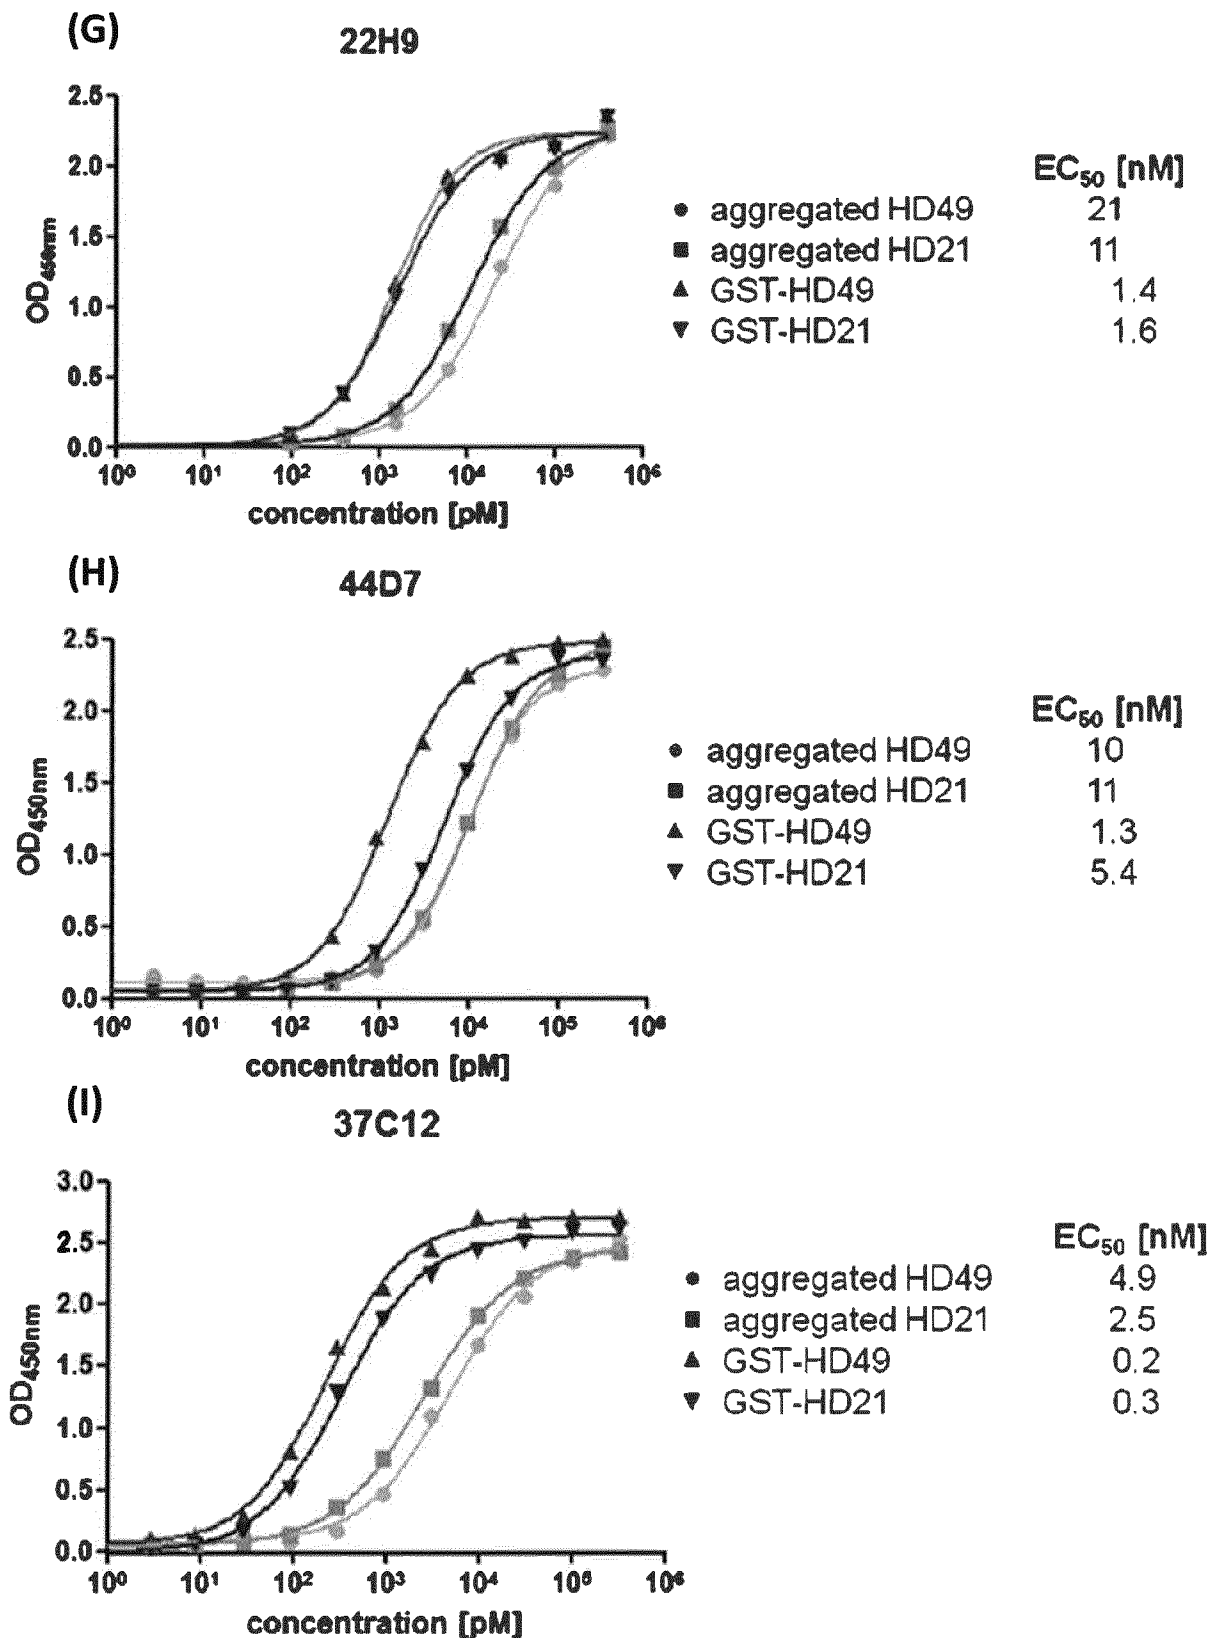 (G)
22H9
2.5
2.0
1.5
1.0
0.5
0.0
OD450nm
10⁰ 10¹ 10² 10³ 10⁴ 10⁵ 10⁶
concentration [pM]
EC₅₀ [nM]
aggregated HD49 21
aggregated HD21 11
GST-HD49 1.4
GST-HD21 1.6
(H)
44D7
2.5
2.0
1.5
1.0
0.5
0.0
OD450nm
10⁰ 10¹ 10² 10³ 10⁴ 10⁵ 10⁶
concentration [pM]
EC₅₀ [nM]
aggregated HD49 10
aggregated HD21 11
GST-HD49 1.3
GST-HD21 5.4
(I)
37C12
3.0
2.5
2.0
1.5
1.0
0.5
0.0
OD450nm
10⁰ 10¹ 10² 10³ 10⁴ 10⁵ 10⁶
concentration [pM]
EC₅₀ [nM]
aggregated HD49 4.9
aggregated HD21 2.5
GST-HD49 0.2
GST-HD21 0.3